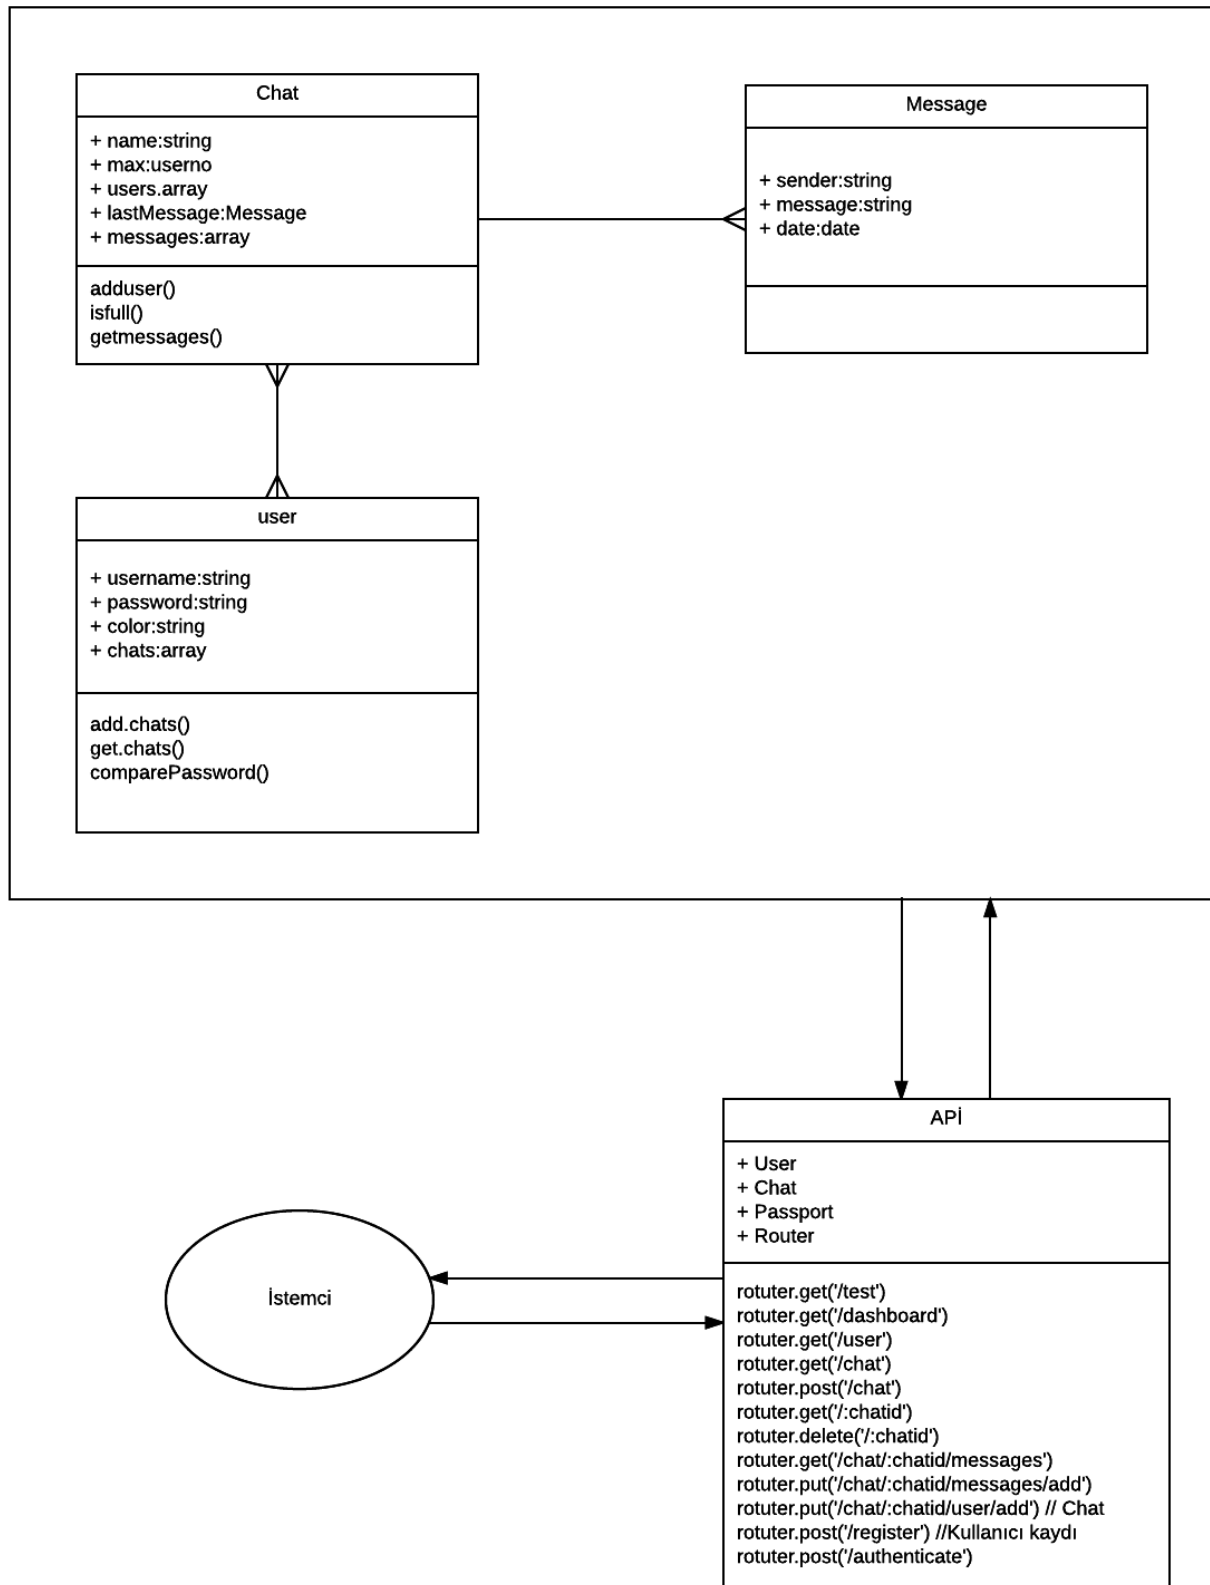 Chat
+ name:string
+ max:userno
+ users.array
+ lastMessage:Message
+ messages:array
adduser()
isfull()
getmessages()
Message
+ sender:string
+ message:string
+ date:date
user
+ username:string
+ password:string
+ color:string
+ chats:array
add.chats()
get.chats()
comparePassword()
APİ
+ User
+ Chat
+ Passport
+ Router
rotuter.get('/test')
rotuter.get('/dashboard')
rotuter.get('/user')
rotuter.get('/chat')
rotuter.post('/chat')
rotuter.get('/:chatid')
rotuter.delete('/:chatid')
rotuter.get('/chat/:chatid/messages')
rotuter.put('/chat/:chatid/messages/add')
rotuter.put('/chat/:chatid/user/add') // Chat
rotuter.post('/register') //Kullanıcı kaydı
rotuter.post('/authenticate')
İstemci